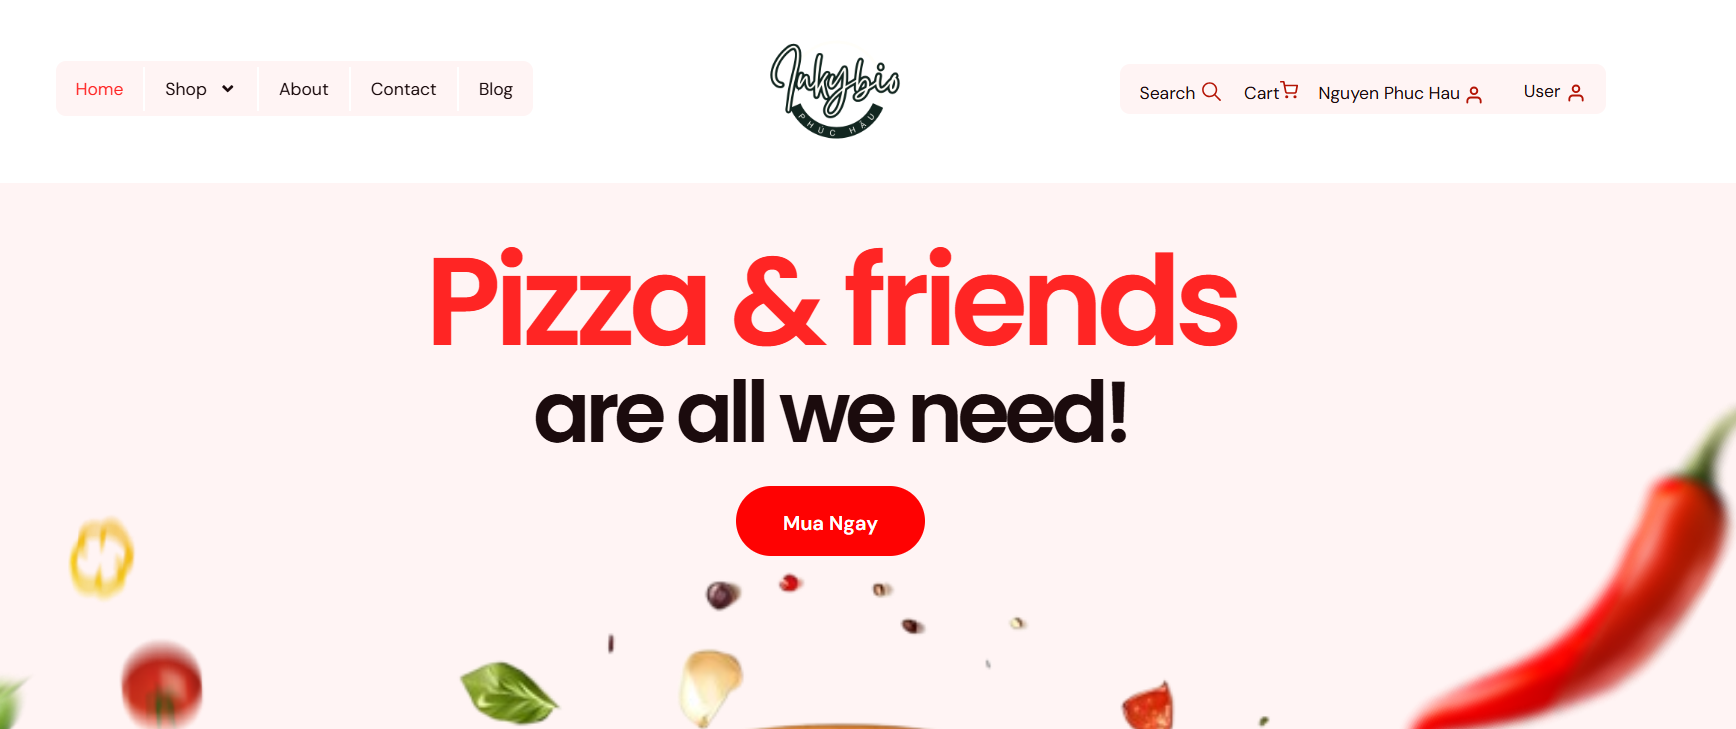 Home Shop About Contact Blog
Inkybio
PHÚC HẬU
Search Cart Nguyen Phuc Hau User
Pizza & friends
are all we need!
Mua Ngay